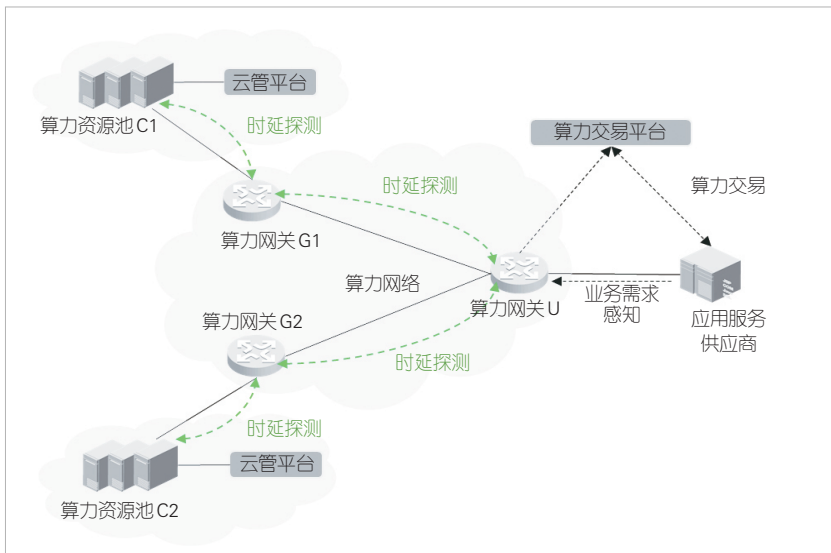 云管平台
算力资源池 C1
时延探测
算力交易平台
时延探测
算力交易
算力网关 G1
算力网络
算力网关 U
业务需求
感知
应用服务
供应商
算力网关 G2
时延探测
时延探测
云管平台
算力资源池 C2